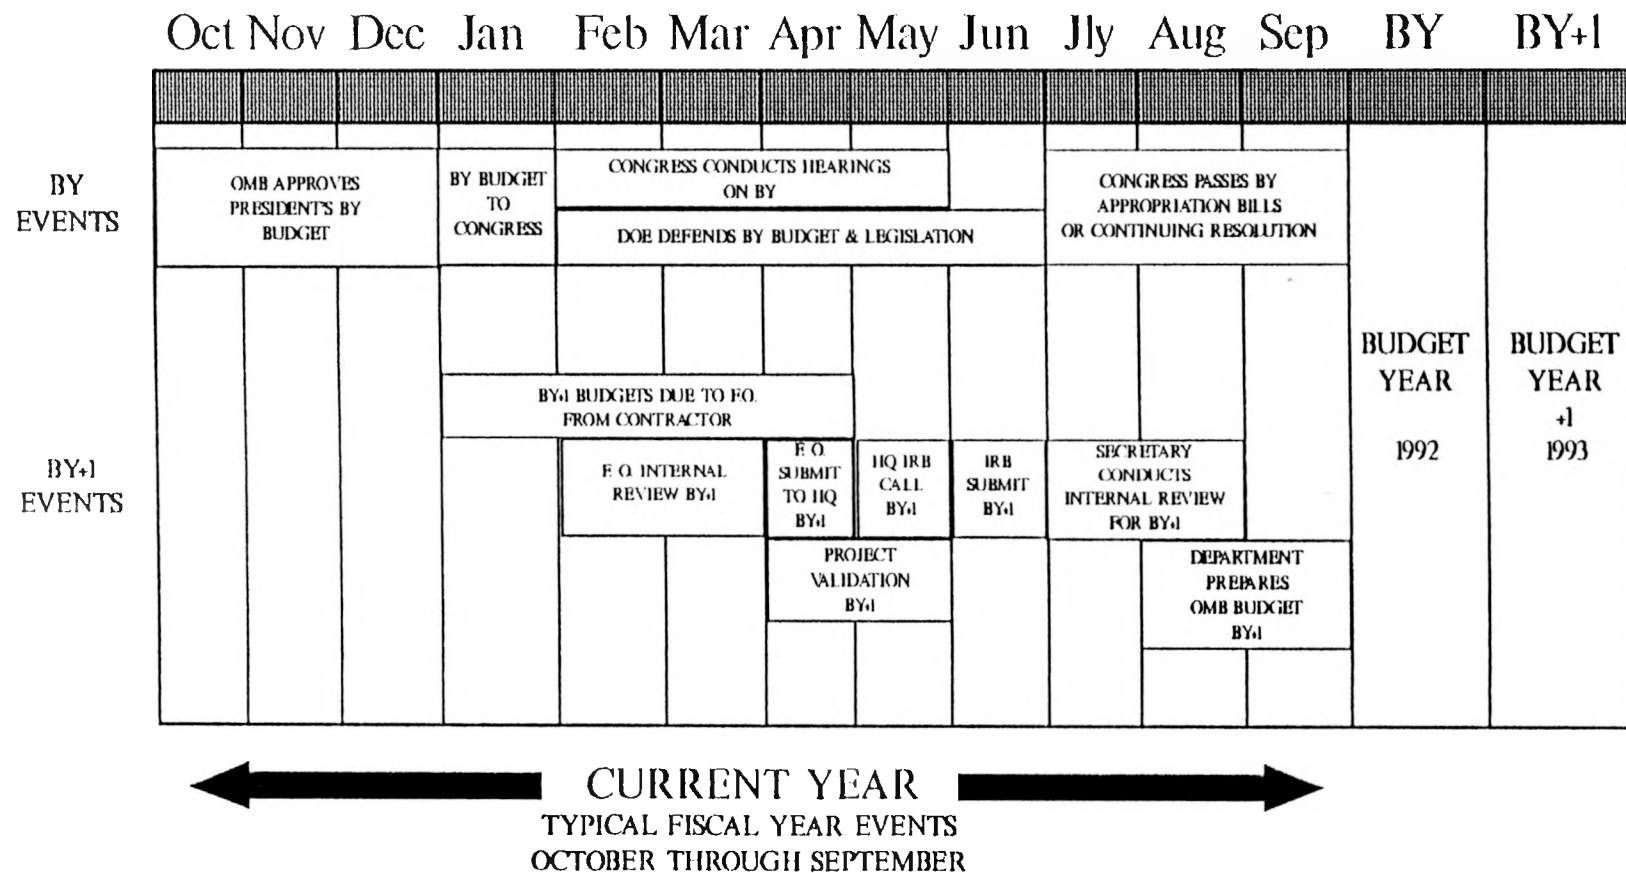 Oct Nov Dec Jan Feb Mar Apr May Jun Jly Aug Sep BY BY+1
BY
EVENTS
OMB APPROVES
PRESIDENT'S BY
BUDGET
BY BUDGET
TO
CONGRESS
CONGRESS CONDUCTS HEARINGS
ON BY
DOE DEFENDS BY BUDGET & LEGISLATION
CONGRESS PASSES BY
APPROPRIATION BILLS
OR CONTINUING RESOLUTION
BUDGET
YEAR
1992
BUDGET
YEAR
+1
1993
BY+1
EVENTS
BY+1 BUDGETS DUE TO F.O.
FROM CONTRACTOR
F. O. INTERNAL
REVIEW BY+1
F. O.
SUBMIT
TO HQ
BY+1
HQ IRB
CALL
BY+1
IRB
SUBMIT
BY+1
SECRETARY
CONDUCTS
INTERNAL REVIEW
FOR BY+1
PROJECT
VALIDATION
BY+1
DEPARTMENT
PREPARES
OMB BUDGET
BY+1
CURRENT YEAR
TYPICAL FISCAL YEAR EVENTS
OCTOBER THROUGH SEPTEMBER